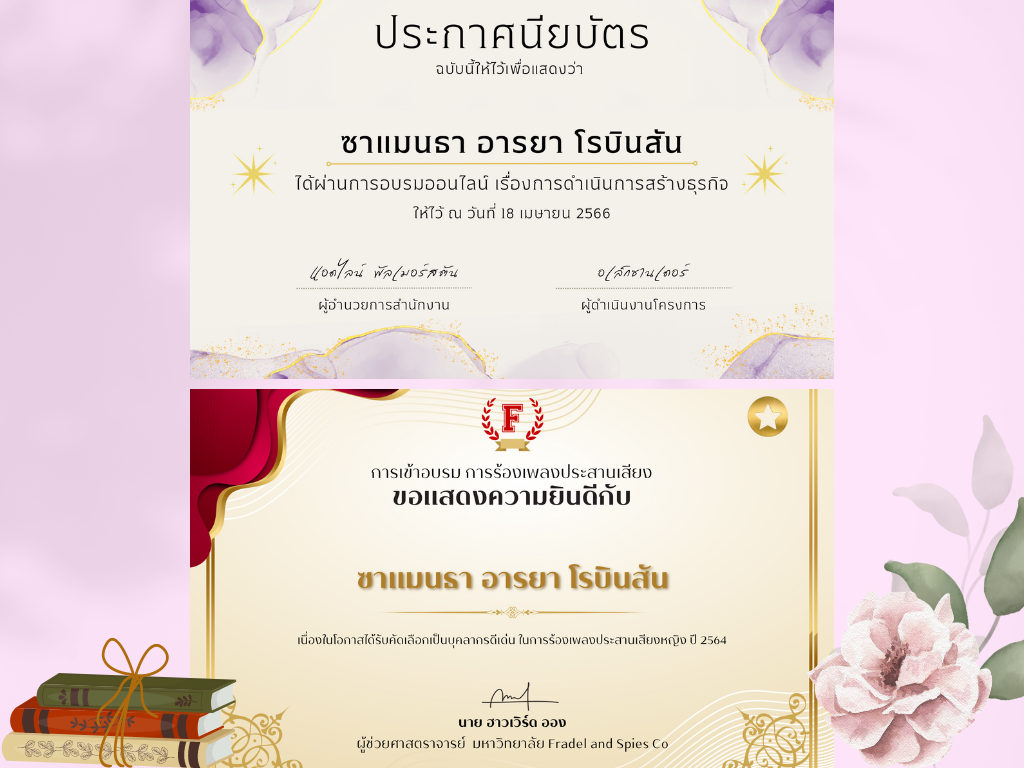 ประกาศนียบัตร
ฉบับนี้ให้ไว้เพื่อแสดงว่า
ซาแมนธา อารยา โรบินสัน
ได้ผ่านการอบรมออนไลน์ เรื่องการดำเนินการสร้างธุรกิจ
ให้ไว้ ณ วันที่ 18 เมษายน 2566
แอดไลน์ พัลเมอร์สตัน
อเล็กซานเดอร์
ผู้อำนวยการสำนักงาน
ผู้ดำเนินงานโครงการ
F
การเข้าอบรม การร้องเพลงประสานเสียง
ขอแสดงความยินดีกับ
ซาแมนธา อารยา โรบินสัน
เนื่องในโอกาสได้รับคัดเลือกเป็นบุคลากรดีเด่น ในการร้องเพลงประสานเสียงหญิง ปี 2564
นาย ฮาวเวิร์ด ออง
ผู้ช่วยศาสตราจารย์ มหาวิทยาลัย Fradel and Spies Co